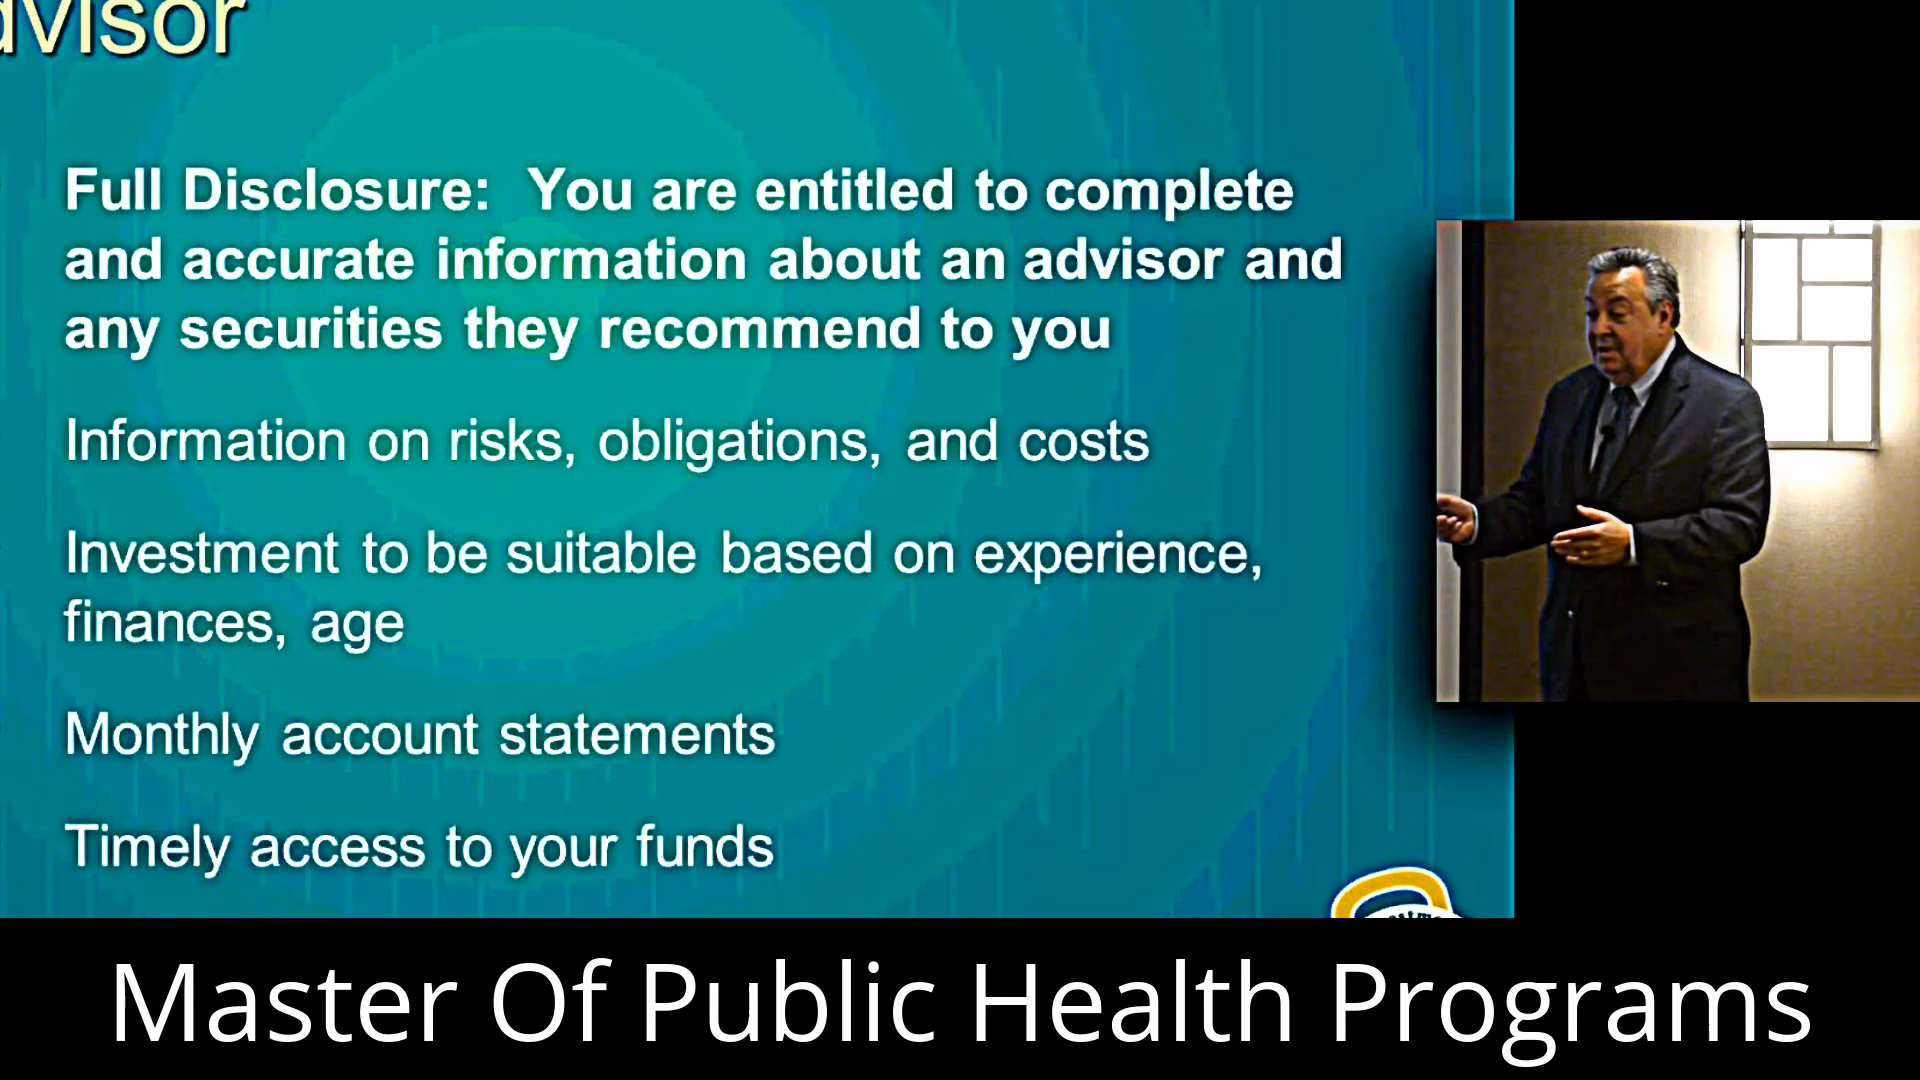 dvisor
Full Disclosure: You are entitled to complete
and accurate information about an advisor and
any securities they recommend to you
Information on risks, obligations, and costs
Investment to be suitable based on experience,
finances, age
Monthly account statements
Timely access to your funds
Master Of Public Health Programs